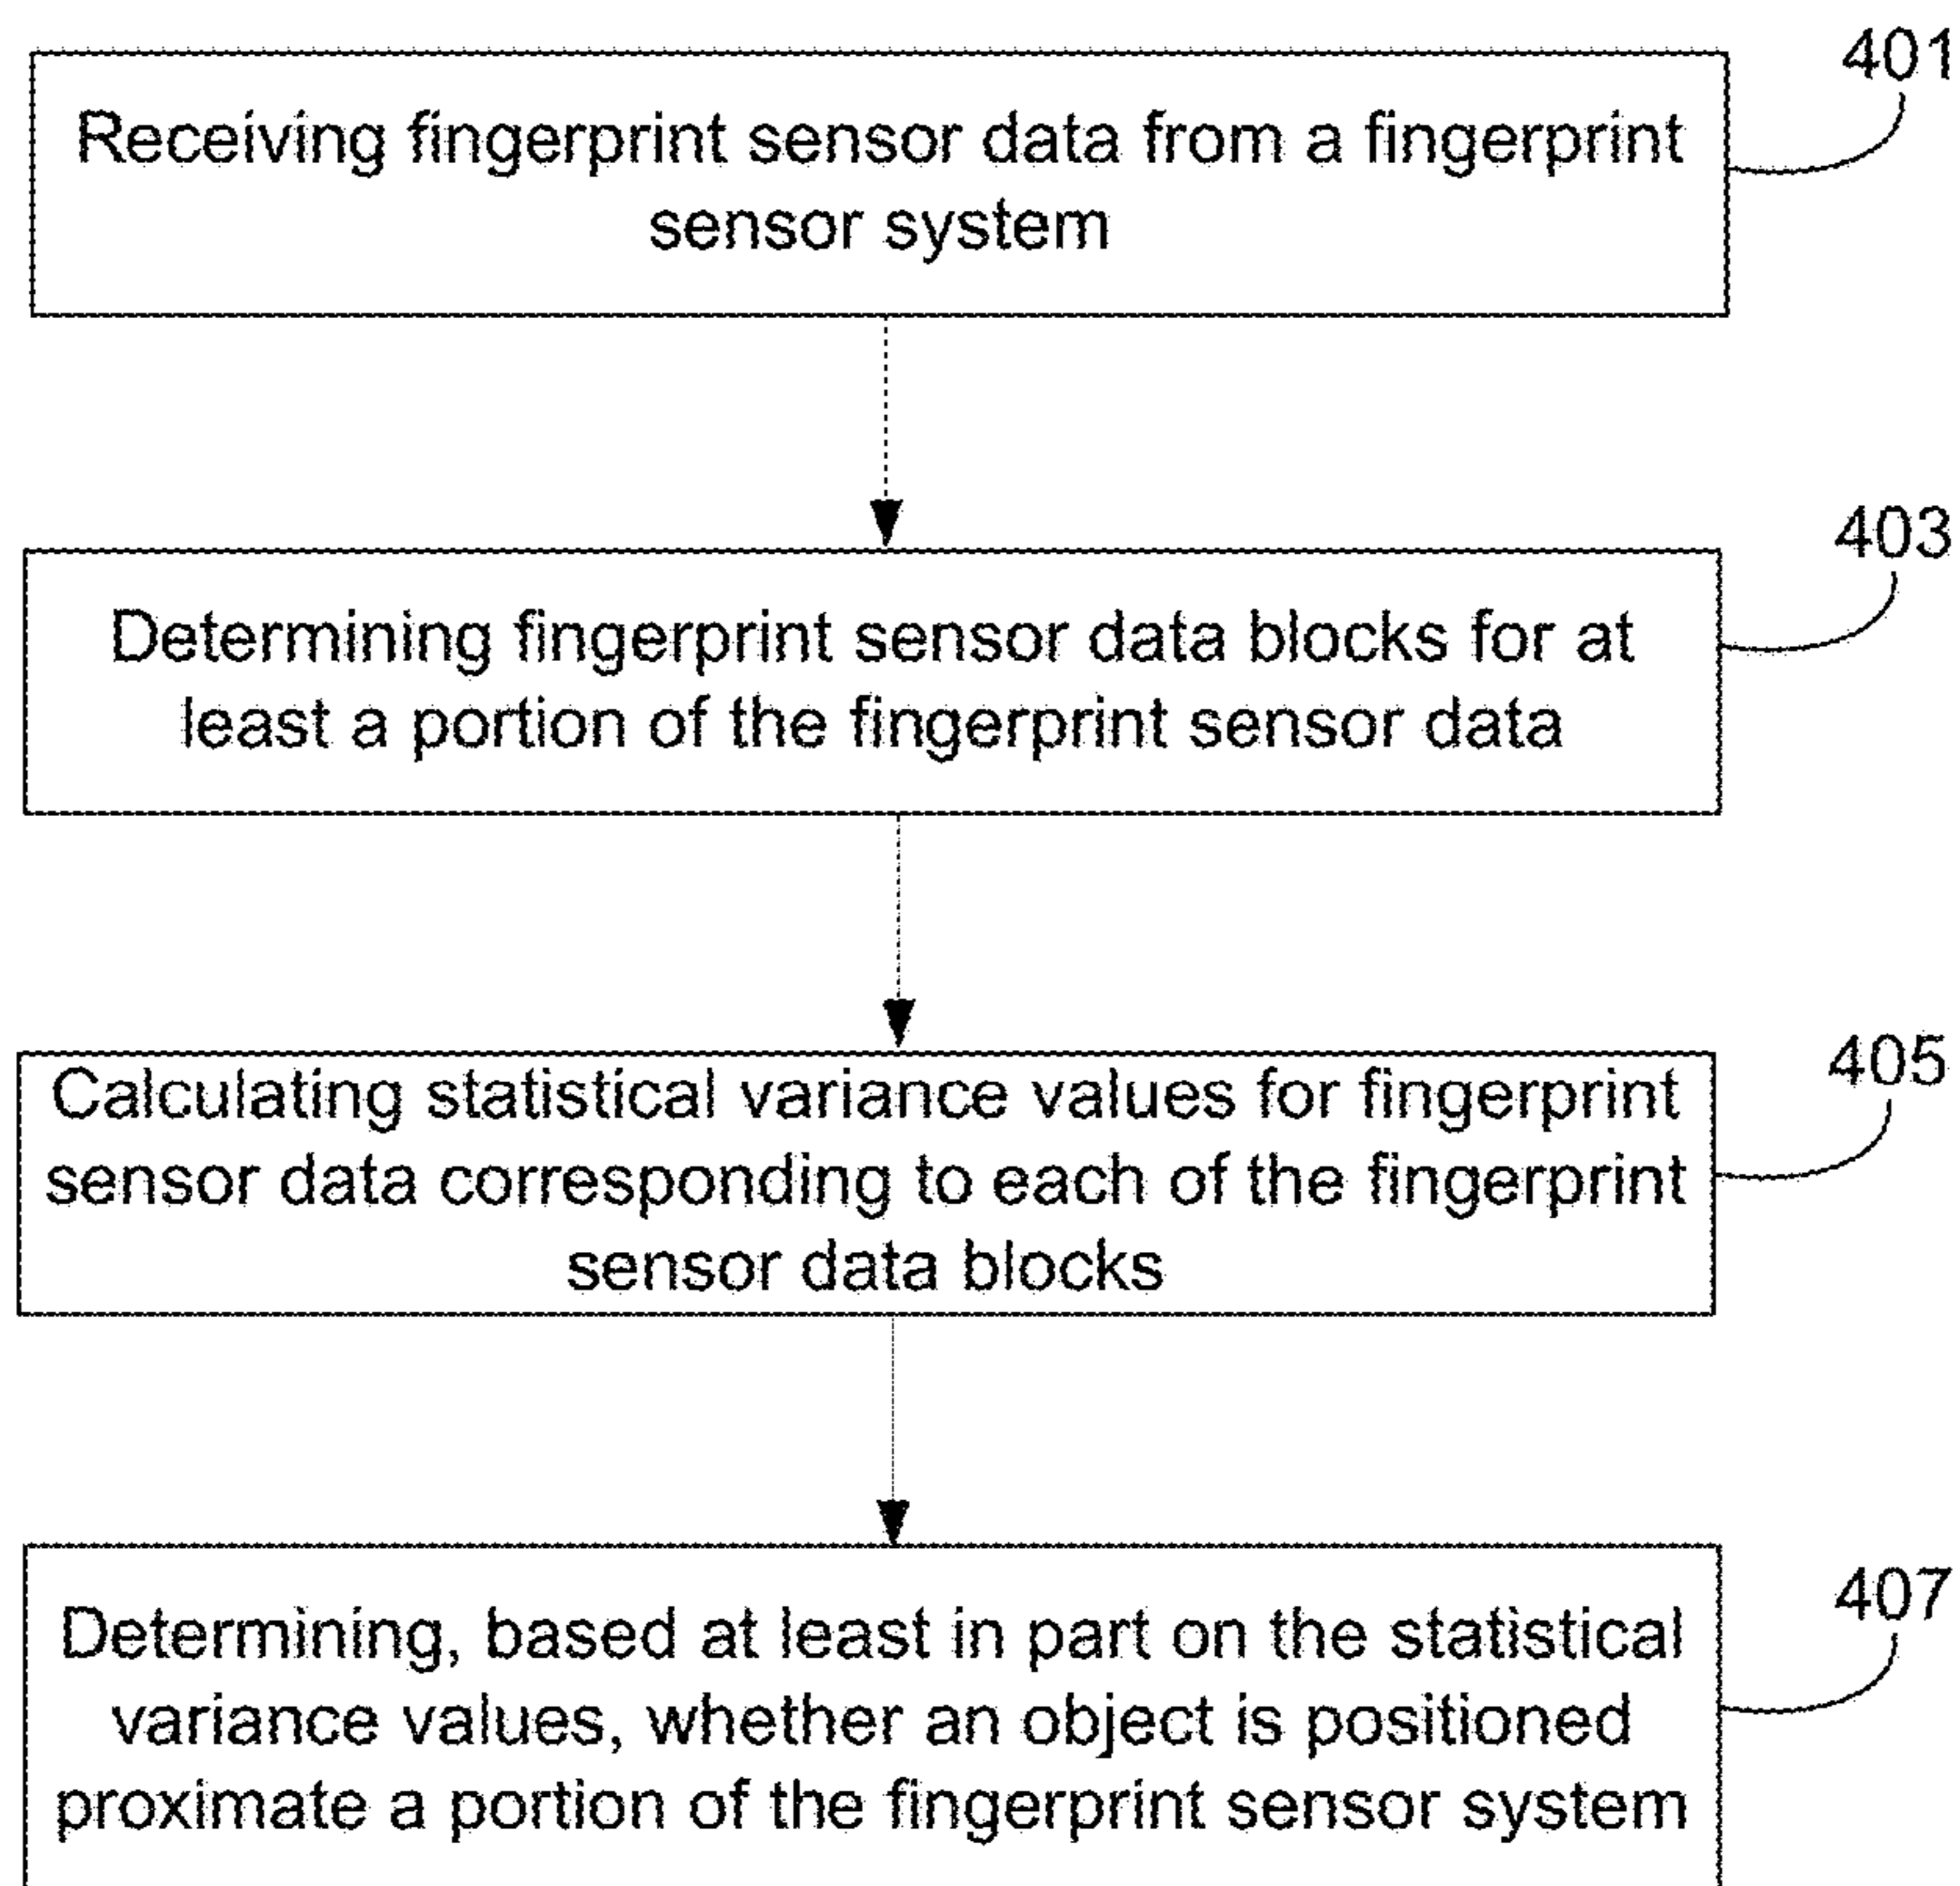 401
Receiving fingerprint sensor data from a fingerprint
sensor system
403
Determining fingerprint sensor data blocks for at
least a portion of the fingerprint sensor data
405
Calculating statistical variance values for fingerprint
sensor data corresponding to each of the fingerprint
sensor data blocks
407
Determining, based at least in part on the statistical
variance values, whether an object is positioned
proximate a portion of the fingerprint sensor system